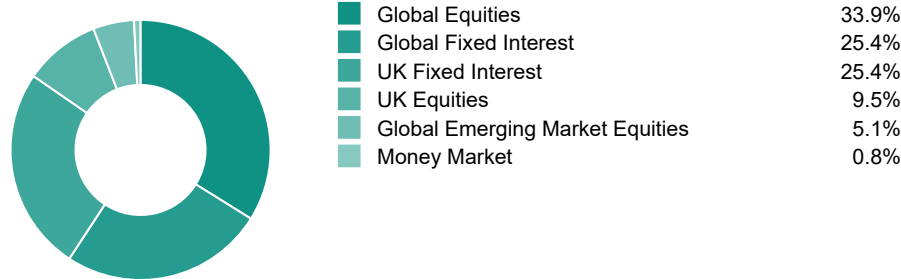 Global Equities 33.9%
Global Fixed Interest 25.4%
UK Fixed Interest 25.4%
UK Equities 9.5%
Global Emerging Market Equities 5.1%
Money Market 0.8%